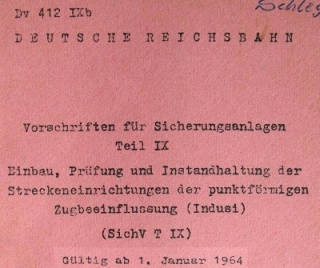 Dv 412 IXb
DEUTSCHE REICHSBAHN
Vorschriften für Sicherungsanlagen
Teil IX
Einbau, Prüfung und Instandhaltung der
Streckeneinrichtungen der punktförmigen
Zugbeeinflussung (Indusi)
(SichV T IX)
Gültig ab 1. Januar 1964